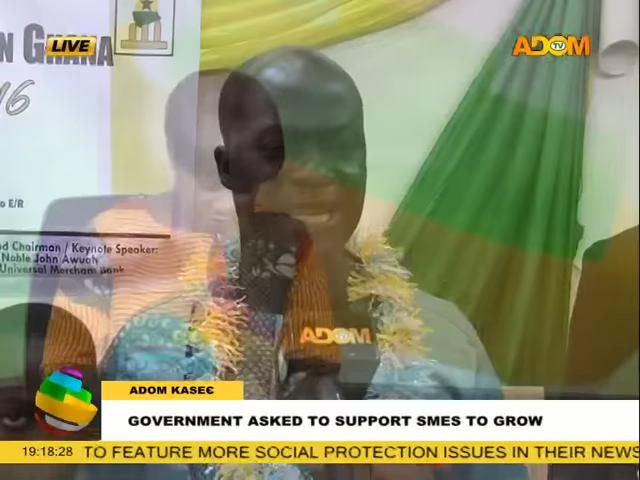 LIVE
N GHANA
ADOM TV
16
o E/R
d Chairman / Keynote Speaker:
Noble John Awuah
Universal Merchant Bank
ADOM TV
ADOM KASEƐ
GOVERNMENT ASKED TO SUPPORT SMES TO GROW
19:18:28 TO FEATURE MORE SOCIAL PROTECTION ISSUES IN THEIR NEWS